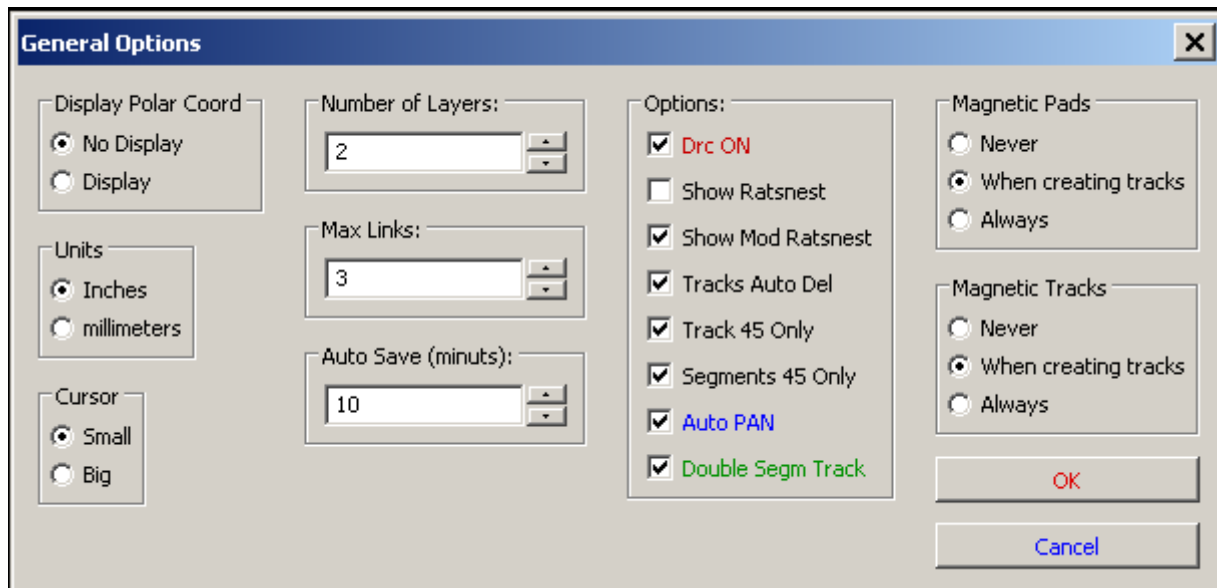 General Options
Display Polar Coord
No Display
Display
Units
Inches
millimeters
Cursor
Small
Big
Number of Layers:
2
Max Links:
3
Auto Save (minuts):
10
Options:
Drc ON
Show Ratsnest
Show Mod Ratsnest
Tracks Auto Del
Track 45 Only
Segments 45 Only
Auto PAN
Double Segm Track
Magnetic Pads
Never
When creating tracks
Always
Magnetic Tracks
Never
When creating tracks
Always
OK
Cancel